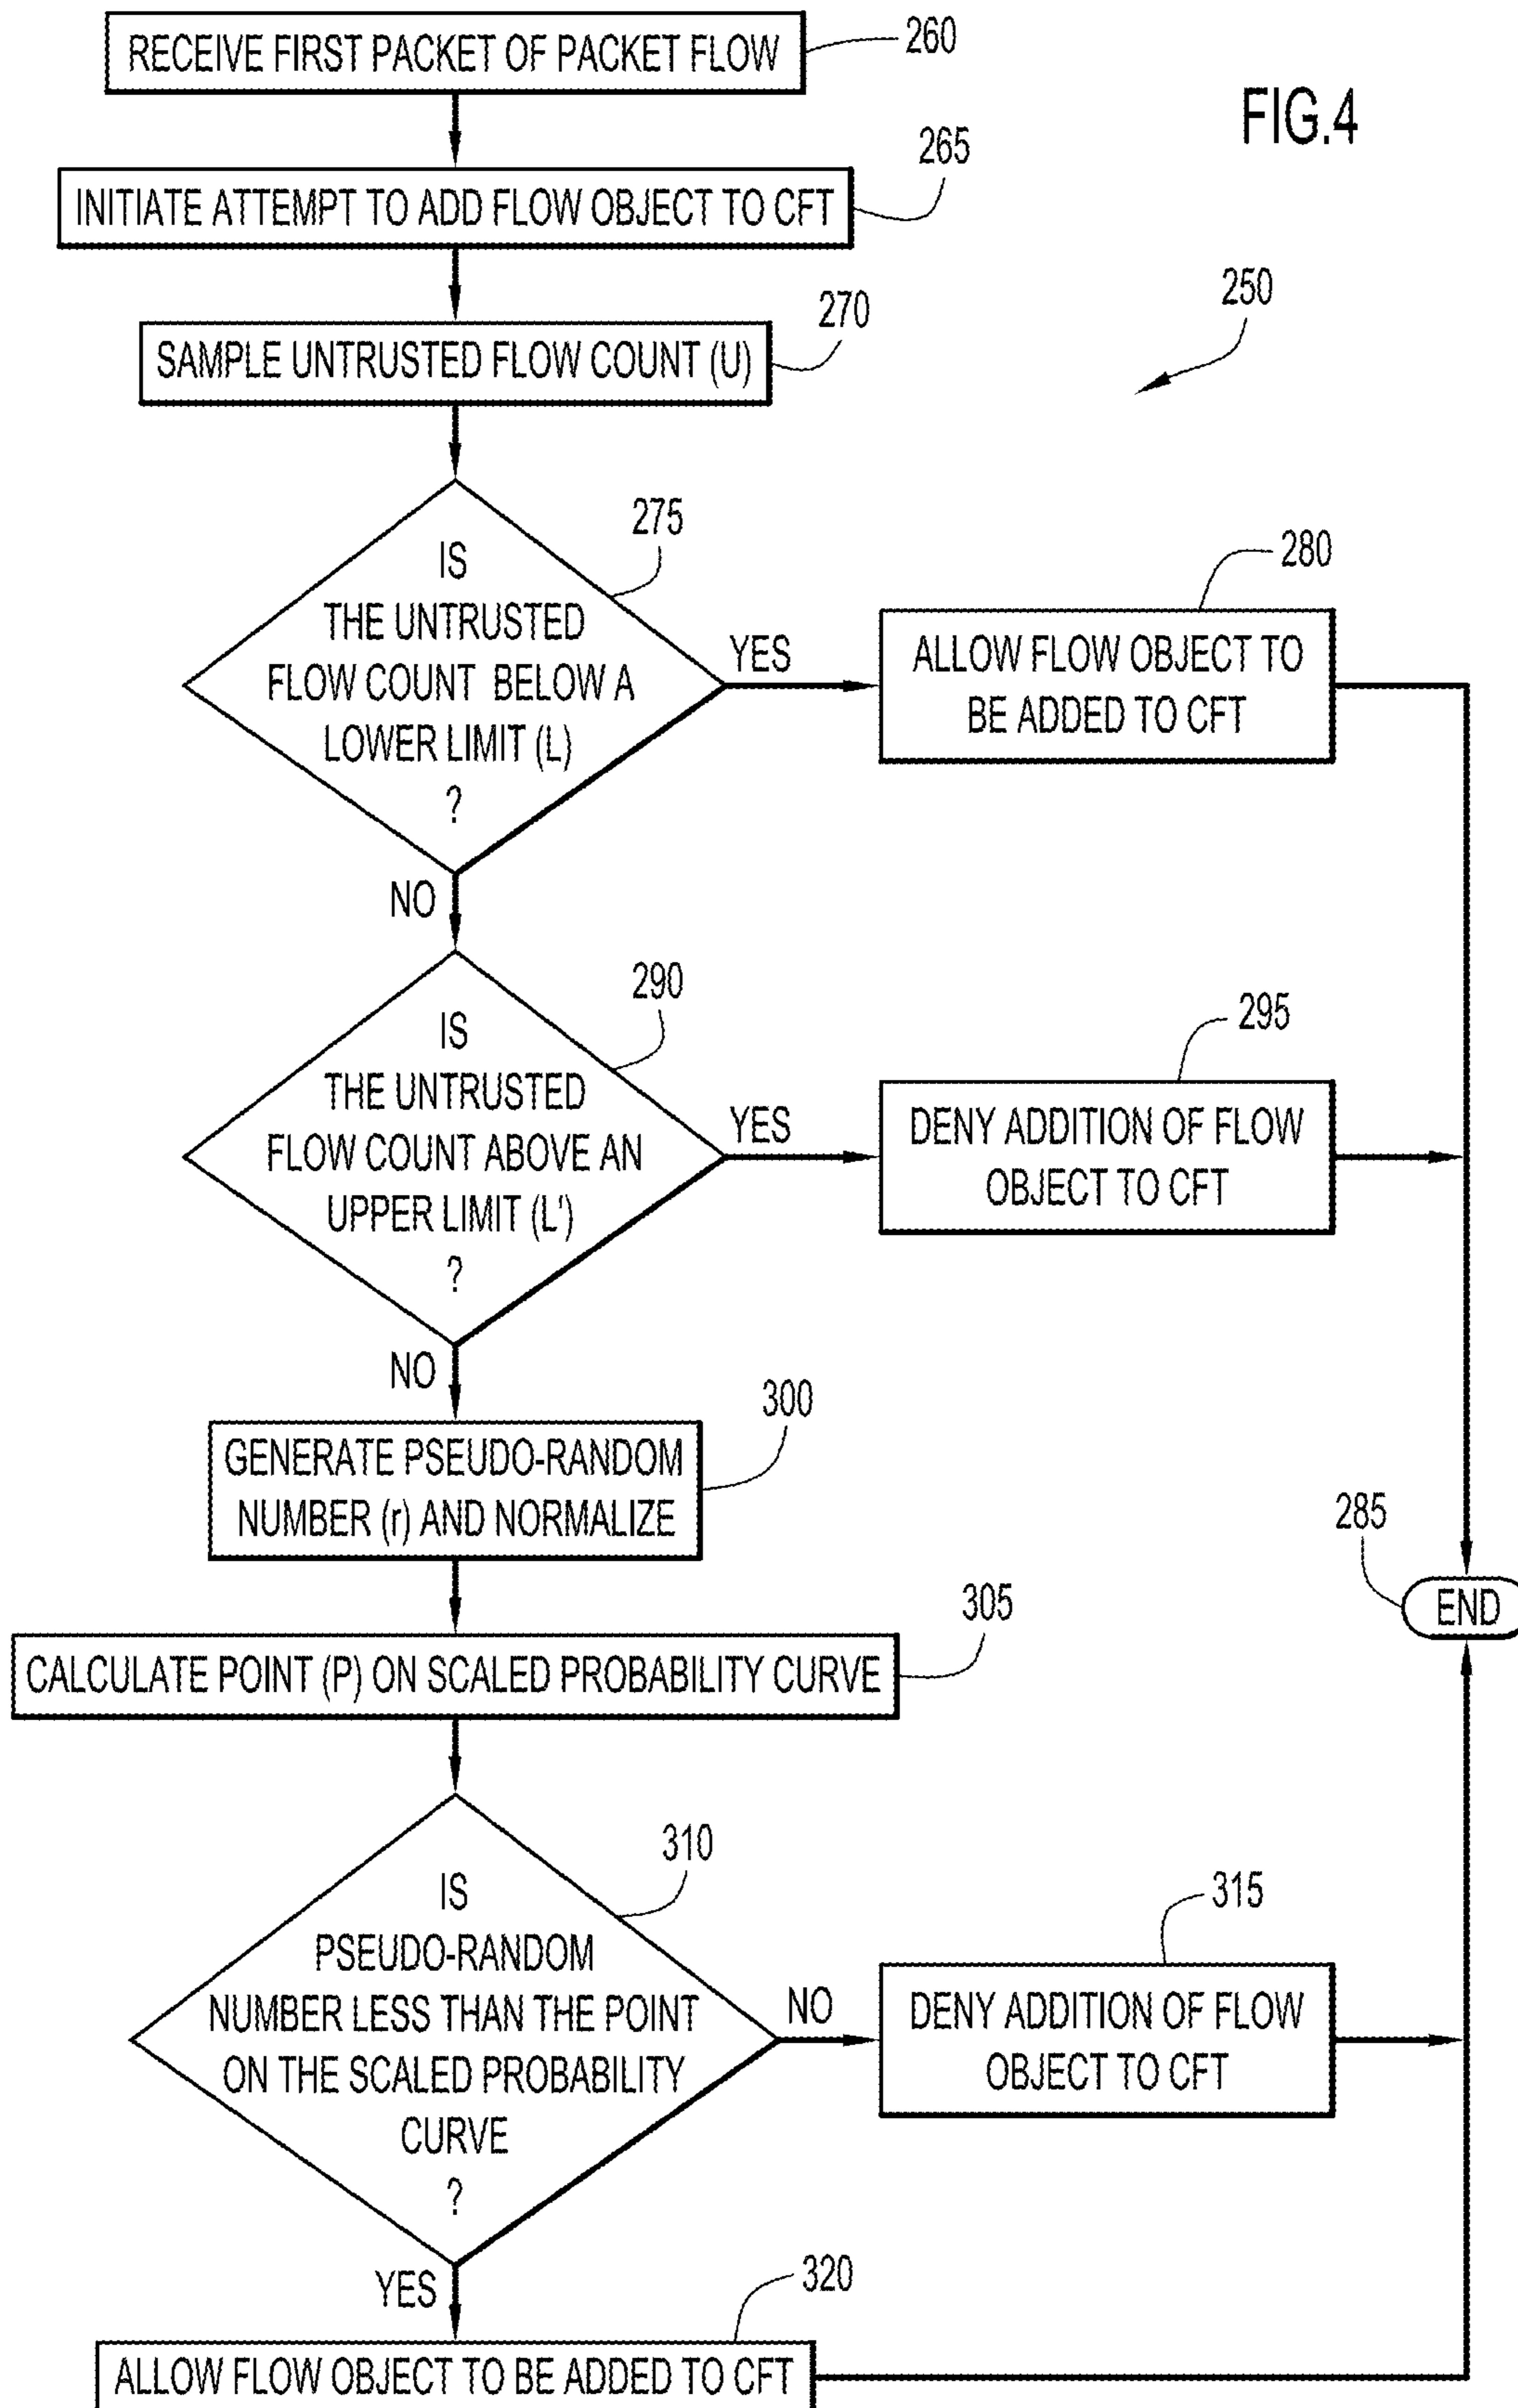 RECEIVE FIRST PACKET OF PACKET FLOW
260
FIG.4
INITIATE ATTEMPT TO ADD FLOW OBJECT TO CFT
265
SAMPLE UNTRUSTED FLOW COUNT (U)
270
250
IS
THE UNTRUSTED
FLOW COUNT BELOW A
LOWER LIMIT (L)
?
275
YES
ALLOW FLOW OBJECT TO
BE ADDED TO CFT
280
NO
IS
THE UNTRUSTED
FLOW COUNT ABOVE AN
UPPER LIMIT (L')
?
290
YES
DENY ADDITION OF FLOW
OBJECT TO CFT
295
NO
GENERATE PSEUDO-RANDOM
NUMBER (r) AND NORMALIZE
300
285
END
CALCULATE POINT (P) ON SCALED PROBABILITY CURVE
305
IS
PSEUDO-RANDOM
NUMBER LESS THAN THE POINT
ON THE SCALED PROBABILITY
CURVE
?
310
NO
DENY ADDITION OF FLOW
OBJECT TO CFT
315
YES
ALLOW FLOW OBJECT TO BE ADDED TO CFT
320